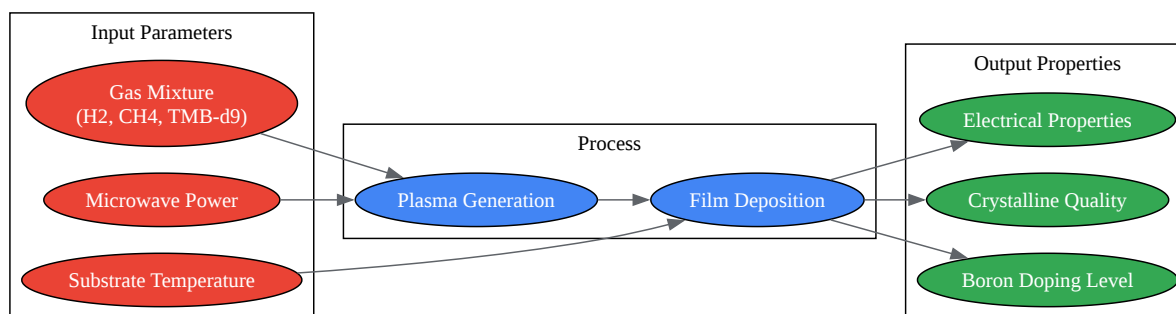 Input Parameters
Gas Mixture
(H2, CH4, TMB-d9)
Microwave Power
Substrate Temperature
Process
Plasma Generation
Film Deposition
Output Properties
Electrical Properties
Crystalline Quality
Boron Doping Level